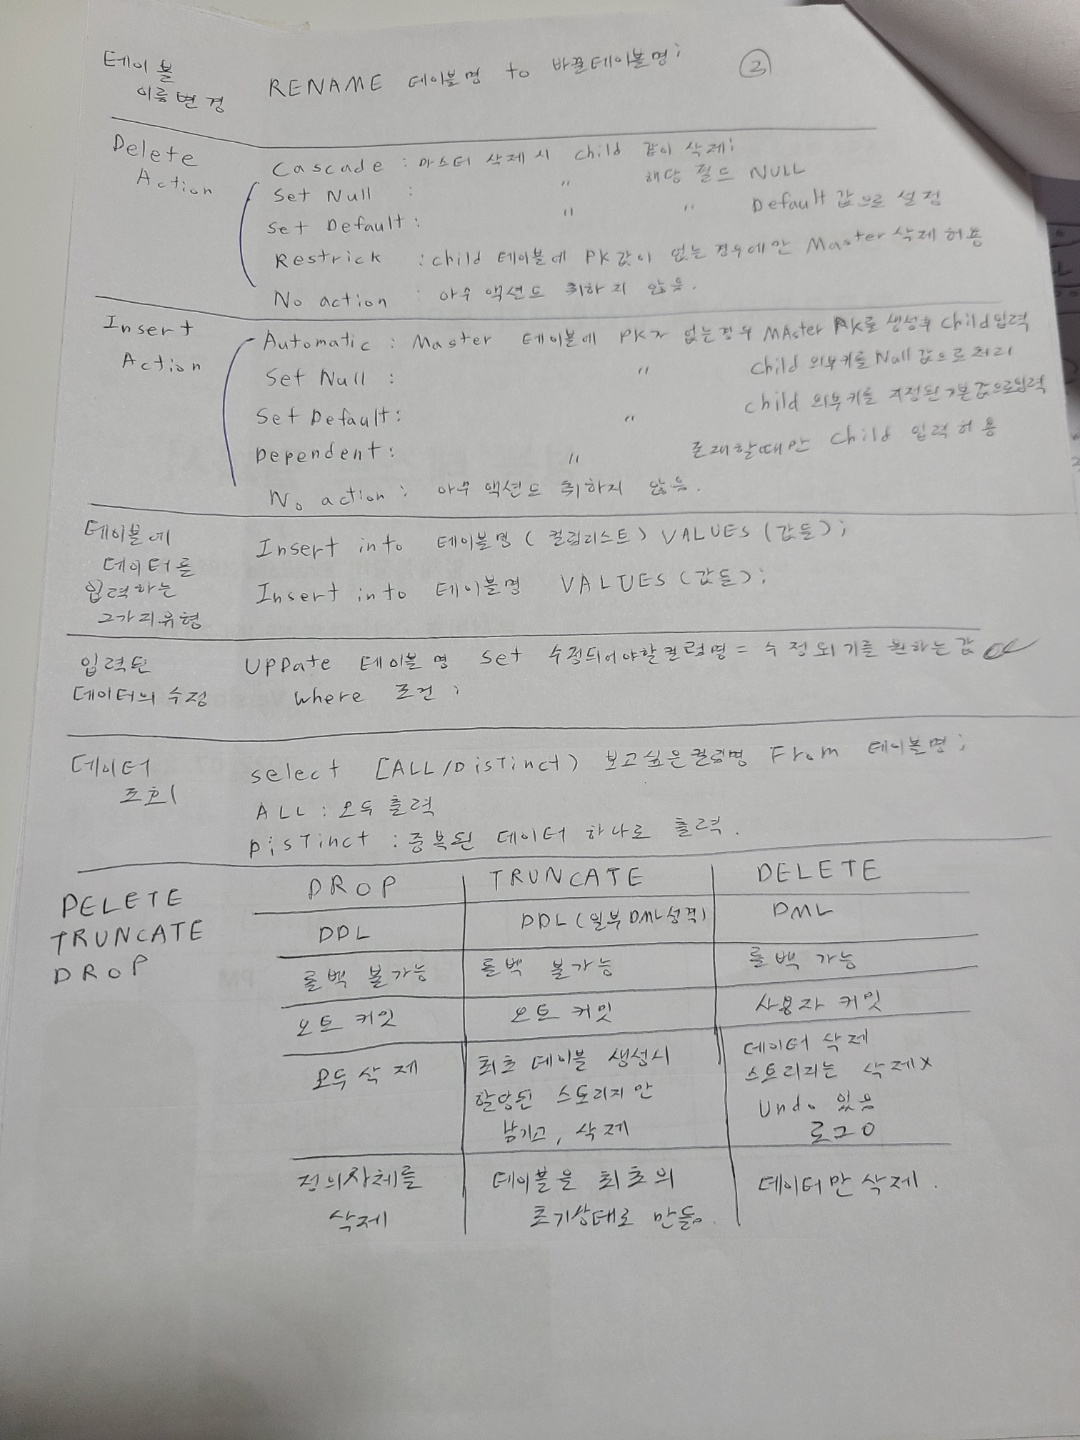 테이블
이름변경
RENAME 테이블명 to 바꿀테이블명;
②
Delete
Action
Cascade : 마스터 삭제시 child 같이 삭제;
Set Null : " 해당 필드 NULL
Set Default : " " Default 값으로 설정
Restrick : child 테이블에 PK값이 없는 경우에만 Master 삭제 허용
No action : 아무 액션도 취하지 않음.
Insert
Action
Automatic : Master 테이블에 PK가 없는경우 MAster PK를 생성후 Child입력
Set Null : " Child 외부키를 Null 값으로 처리
Set Default : " Child 외부키를 지정된 기본값으로입력
Dependent : " 존재할때만 Child 입력 허용
No action : 아무 액션도 취하지 않음.
테이블에
데이터를
입력하는
2가지유형
Insert into 테이블명 (컬럼리스트) VALUES (값들);
Insert into 테이블명 VALUES (값들);
입력된
데이터의 수정
UPDate 테이블 명 set 수정되어야할컬럼명 = 수정되기를 원하는 값
where 조건 ;
데이터
조회
select [ALL/DisTinct) 보고싶은컬럼명 From 테이블명 ;
ALL : 모두 출력
DisTinct : 중복된 데이터 하나로 출력.
DELETE
TRUNCATE
DROP
DROP TRUNCATE DELETE
DDL DDL (일부 DML성격) DML
롤백 불가능 롤백 불가능 롤백 가능
오토 커밋 오토 커밋 사용자 커밋
모두 삭제 최초 테이블 생성시 데이터 삭제
할당된 스토리지만 스토리지는 삭제x
남기고, 삭제 Undo 있음
로그O
정의자체를 테이블을 최초의 데이터만 삭제.
삭제 초기상태로 만듦.